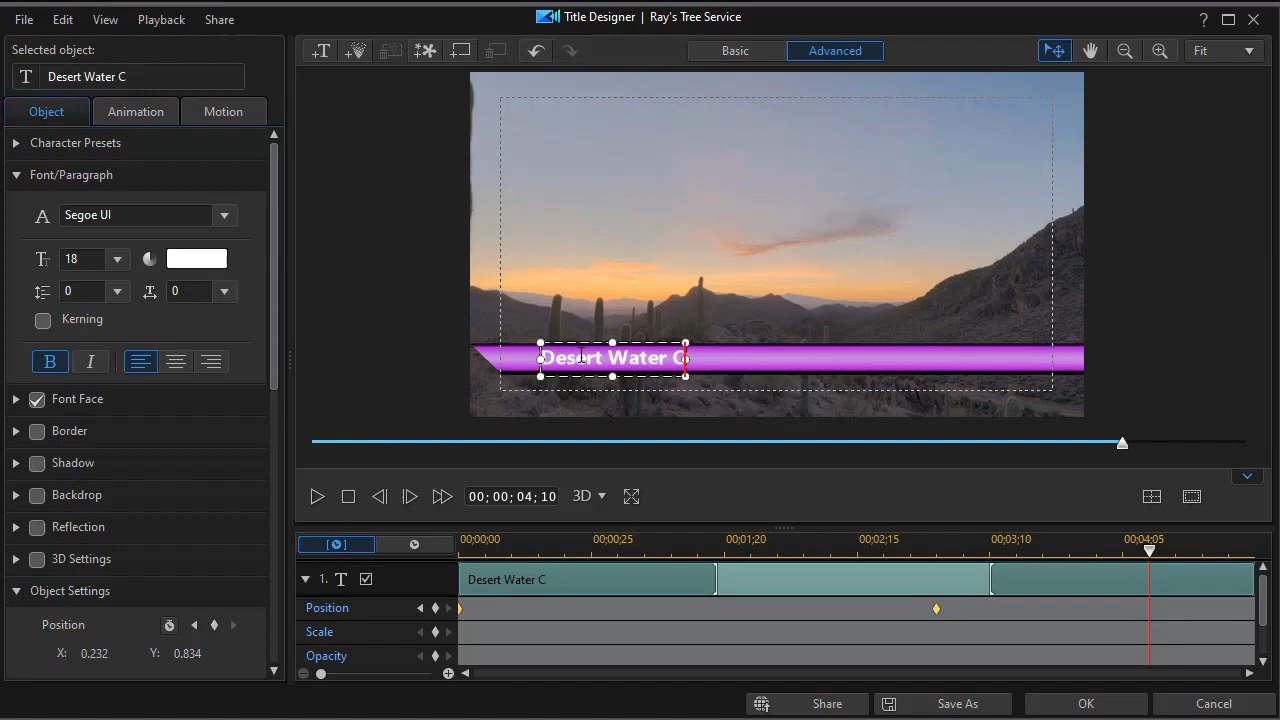 File Edit View Playback Share
Title Designer | Ray's Tree Service
Selected object:
T Desert Water C
Basic Advanced Fit
Object Animation Motion
Character Presets
Font/Paragraph
Segoe UI
18
0 0
Kerning
B I
Font Face
Border
Shadow
Backdrop
Reflection
3D Settings
Object Settings
Position
X: 0.232 Y: 0.834
Desert Water C
00; 00; 04; 10 3D
00;00;00 00;00;25 00;01;20 00;02;15 00;03;10 00;04;05
1. T Desert Water C
Position
Scale
Opacity
Share Save As OK Cancel